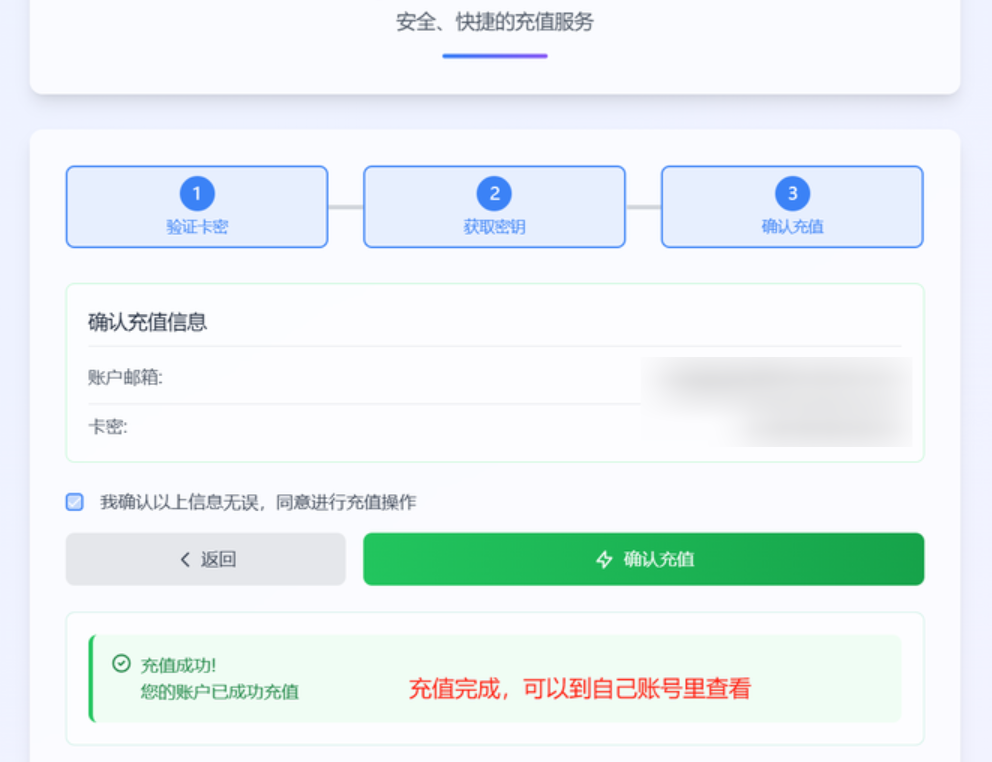 安全、快捷的充值服务
1
验证卡密
2
获取密钥
3
确认充值
确认充值信息
账户邮箱:
卡密:
我确认以上信息无误，同意进行充值操作
返回
确认充值
充值成功!
您的账户已成功充值
充值完成，可以到自己账号里查看